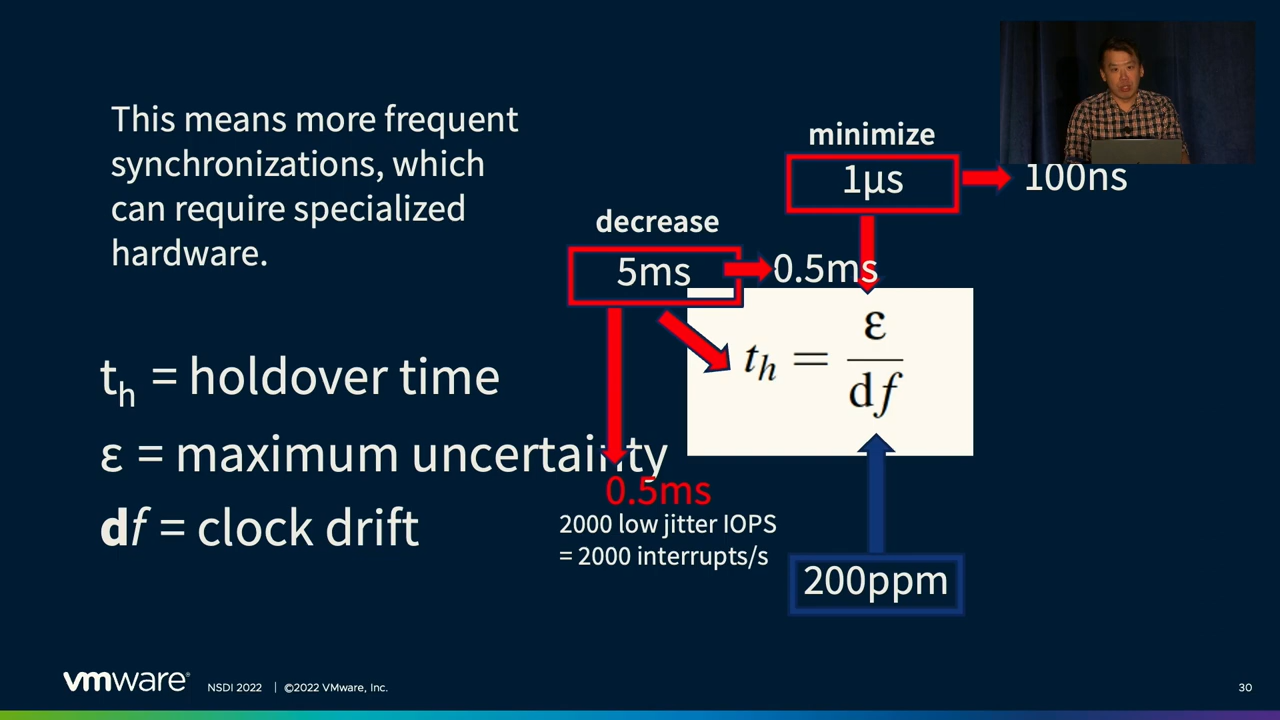 This means more frequent
synchronizations, which
can require specialized
hardware.
minimize
1µs
100ns
decrease
5ms
0.5ms
t_h = ε / df
t_h = holdover time
ε = maximum uncertainty
df = clock drift
0.5ms
2000 low jitter IOPS
= 2000 interrupts/s
200ppm
vmware® NSDI 2022 | ©2022 VMware, Inc. 30